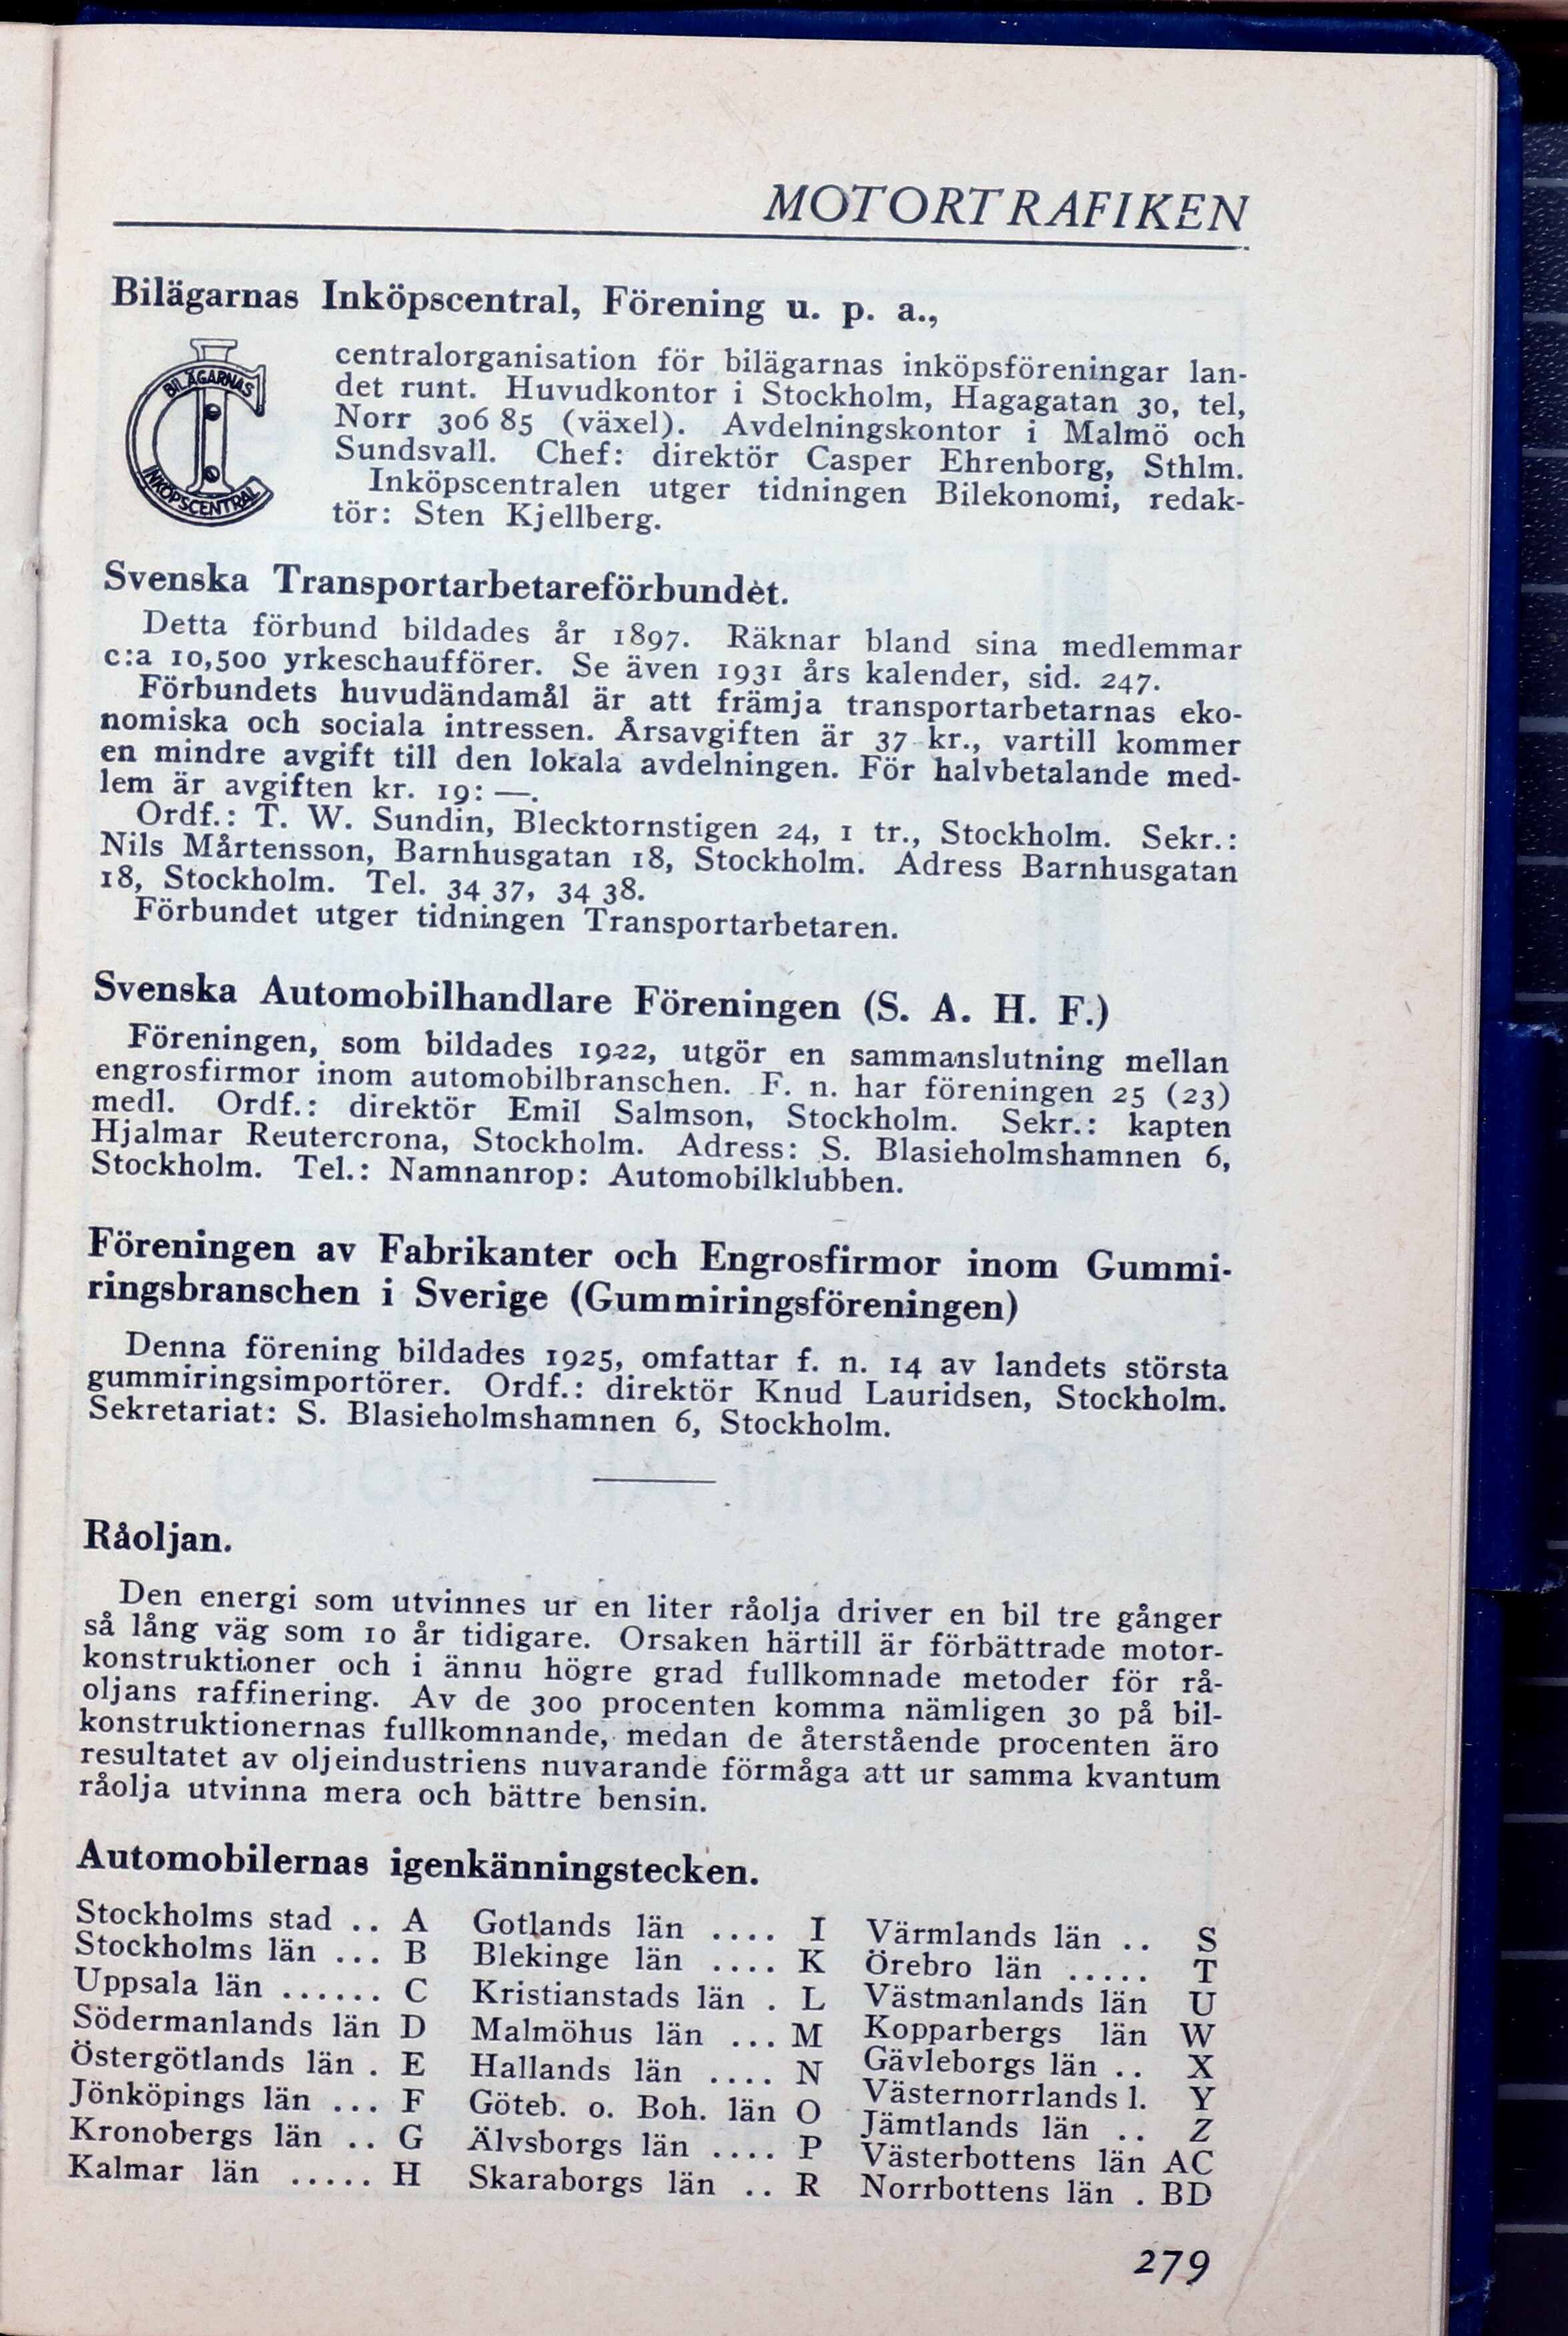 MOTORTRAFIKEN
Bilägarnas Inköpscentral, Förening u. p. a.,
BILÄGARNAS
INKÖPSCENTRAL
centralorganisation för bilägarnas inköpsföreningar lan-
det runt. Huvudkontor i Stockholm, Hagagatan 30, tel,
Norr 306 85 (växel). Avdelningskontor i Malmö och
Sundsvall. Chef: direktör Casper Ehrenborg, Sthlm.
Inköpscentralen utger tidningen Bilekonomi, redak-
tör: Sten Kjellberg.
Svenska Transportarbetareförbundet.
Detta förbund bildades år 1897. Räknar bland sina medlemmar
c:a 10,500 yrkeschaufförer. Se även 1931 års kalender, sid. 247.
Förbundets huvudändamål är att främja transportarbetarnas eko-
nomiska och sociala intressen. Årsavgiften är 37 kr., vartill kommer
en mindre avgift till den lokala avdelningen. För halvbetalande med-
lem är avgiften kr. 19: —.
Ordf.: T. W. Sundin, Blecktornstigen 24, 1 tr., Stockholm. Sekr.:
Nils Mårtensson, Barnhusgatan 18, Stockholm. Adress Barnhusgatan
18, Stockholm. Tel. 34 37, 34 38.
Förbundet utger tidningen Transportarbetaren.
Svenska Automobilhandlare Föreningen (S. A. H. F.)
Föreningen, som bildades 1922, utgör en sammanslutning mellan
engrosfirmor inom automobilbranschen. F. n. har föreningen 25 (23)
medl. Ordf.: direktör Emil Salmson, Stockholm. Sekr.: kapten
Hjalmar Reutercrona, Stockholm. Adress: S. Blasieholmshamnen 6,
Stockholm. Tel.: Namnanrop: Automobilklubben.
Föreningen av Fabrikanter och Engrosfirmor inom Gummi-
ringsbranschen i Sverige (Gummiringsföreningen)
Denna förening bildades 1925, omfattar f. n. 14 av landets största
gummiringsimportörer. Ordf.: direktör Knud Lauridsen, Stockholm.
Sekretariat: S. Blasieholmshamnen 6, Stockholm.
Råoljan.
Den energi som utvinnes ur en liter råolja driver en bil tre gånger
så lång väg som 10 år tidigare. Orsaken härtill är förbättrade motor-
konstruktioner och i ännu högre grad fullkomnade metoder för rå-
oljans raffinering. Av de 300 procenten komma nämligen 30 på bil-
konstruktionernas fullkomnande, medan de återstående procenten äro
resultatet av oljeindustriens nuvarande förmåga att ur samma kvantum
råolja utvinna mera och bättre bensin.
Automobilernas igenkänningstecken.
Stockholms stad .. A
Stockholms län ... B
Uppsala län ...... C
Södermanlands län D
Östergötlands län . E
Jönköpings län ... F
Kronobergs län .. G
Kalmar län ..... H
Gotlands län .... I
Blekinge län .... K
Kristianstads län . L
Malmöhus län ... M
Hallands län .... N
Göteb. o. Boh. län O
Älvsborgs län .... P
Skaraborgs län .. R
Värmlands län .. S
Örebro län ..... T
Västmanlands län U
Kopparbergs län W
Gävleborgs län .. X
Västernorrlands l. Y
Jämtlands län .. Z
Västerbottens län AC
Norrbottens län . BD
279